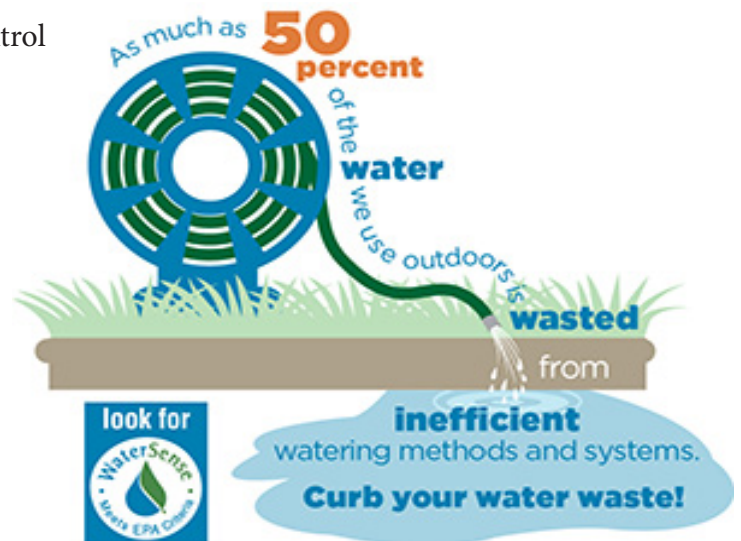 trol
As much as 50
percent
of the
water
we use outdoors is
wasted
from
inefficient
watering methods and systems.
Curb your water waste!
look for
WaterSense
Meets EPA Criteria